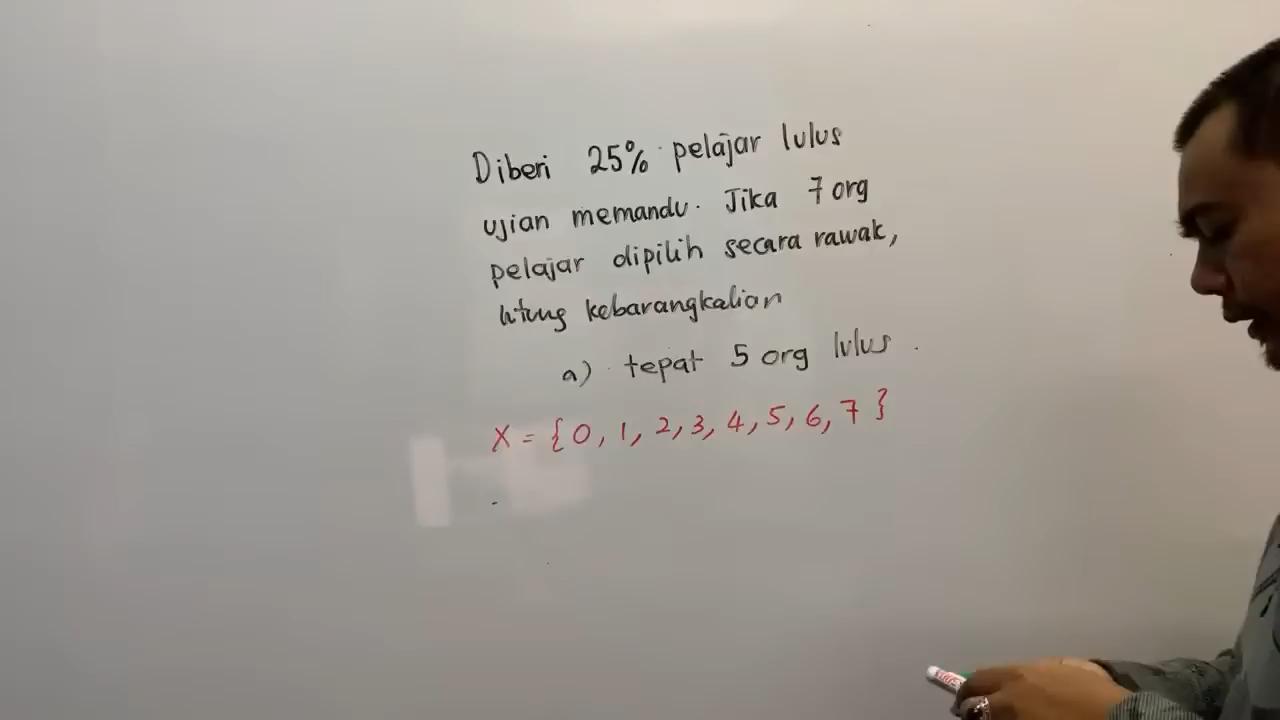 Diberi 25% pelajar lulus
ujian memandu. Jika 7 org
pelajar dipilih secara rawak,
hitung kebarangkalian
a) tepat 5 org lulus.
X = {0, 1, 2, 3, 4, 5, 6, 7}